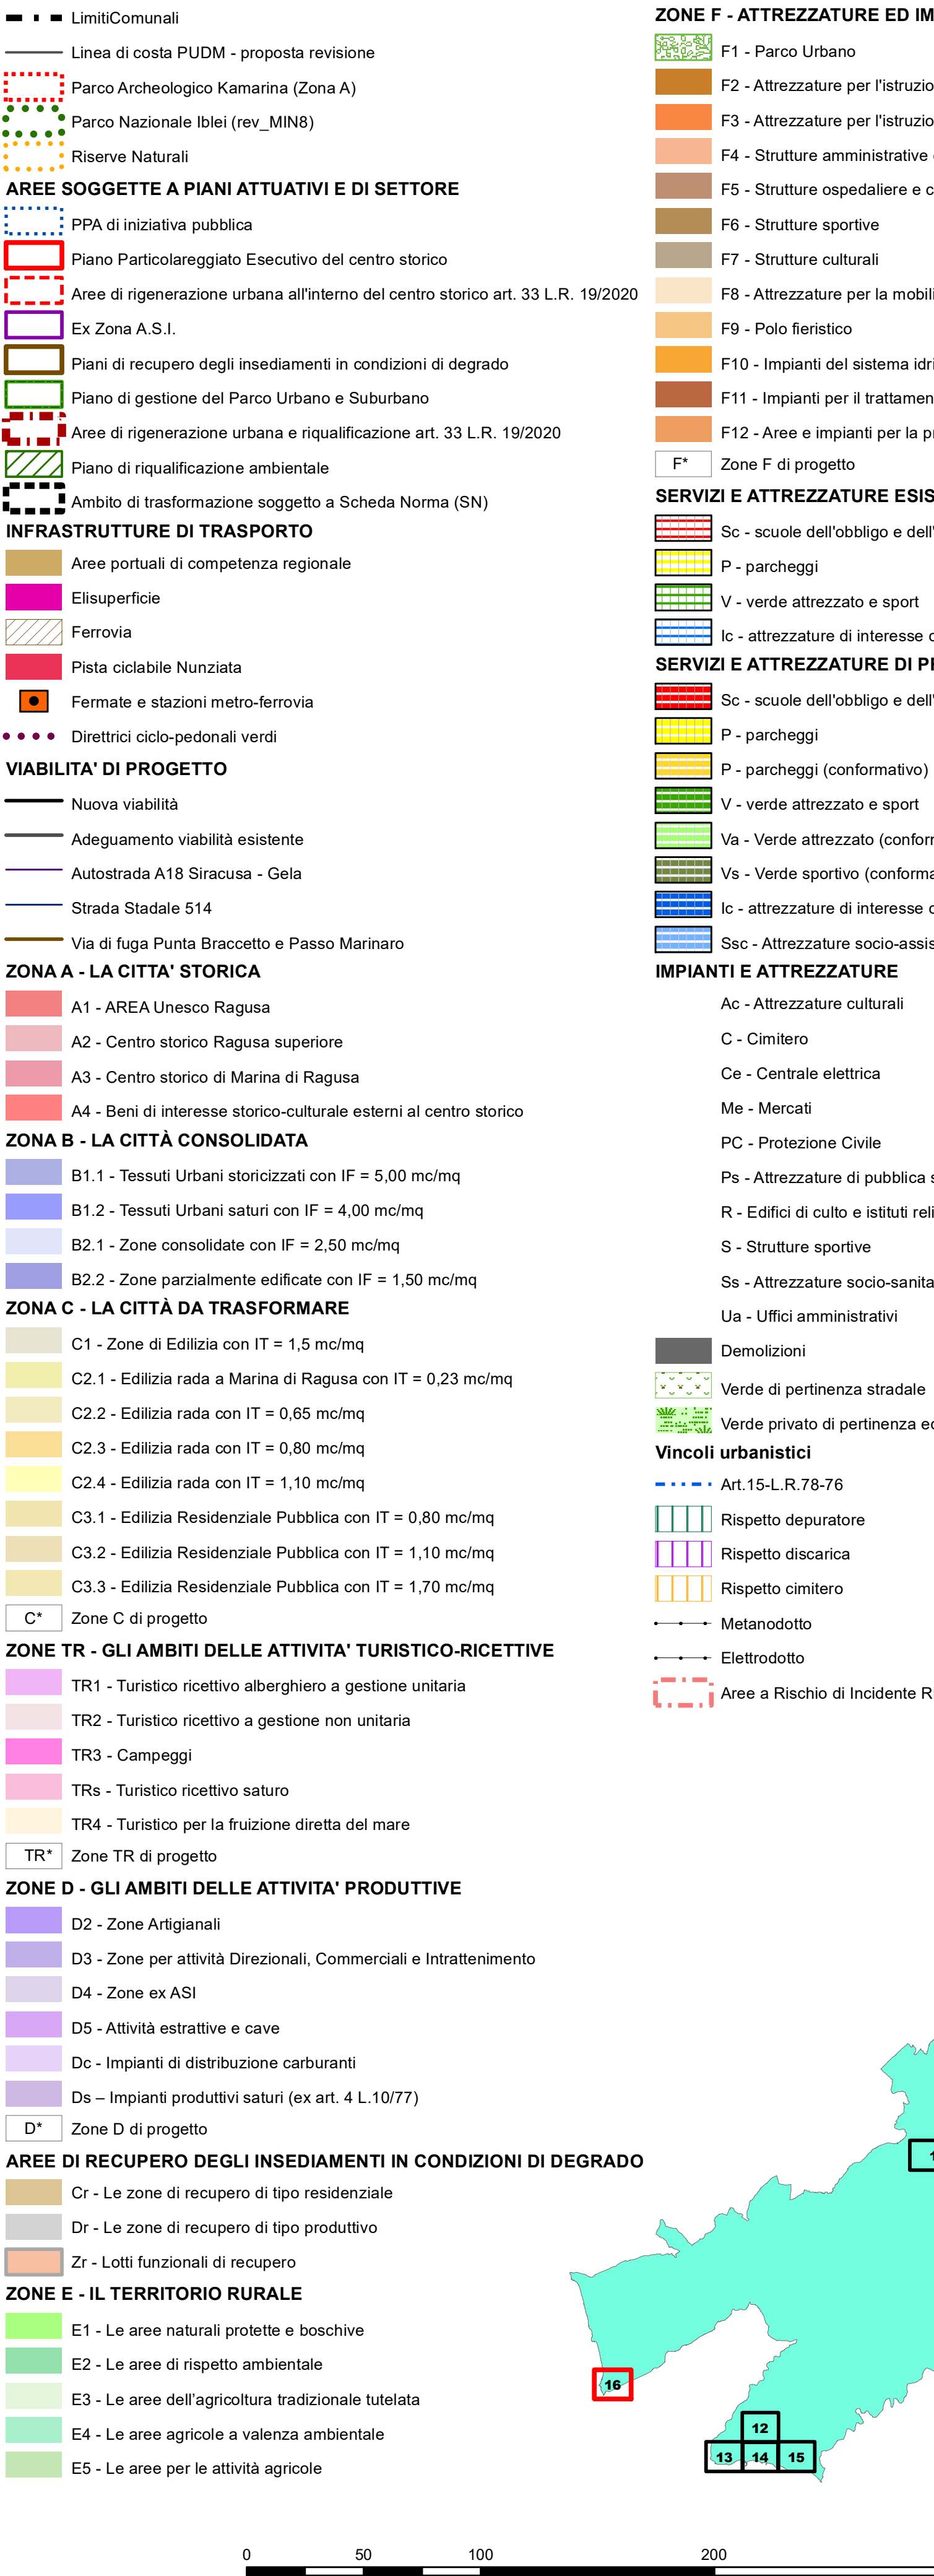 LimitiComunali
Linea di costa PUDM - proposta revisione
Parco Archeologico Kamarina (Zona A)
Parco Nazionale Iblei (rev_MIN8)
Riserve Naturali
AREE SOGGETTE A PIANI ATTUATIVI E DI SETTORE
PPA di iniziativa pubblica
Piano Particolareggiato Esecutivo del centro storico
Aree di rigenerazione urbana all'interno del centro storico art. 33 L.R. 19/2020
Ex Zona A.S.I.
Piani di recupero degli insediamenti in condizioni di degrado
Piano di gestione del Parco Urbano e Suburbano
Aree di rigenerazione urbana e riqualificazione art. 33 L.R. 19/2020
Piano di riqualificazione ambientale
Ambito di trasformazione soggetto a Scheda Norma (SN)
INFRASTRUTTURE DI TRASPORTO
Aree portuali di competenza regionale
Elisuperficie
Ferrovia
Pista ciclabile Nunziata
Fermate e stazioni metro-ferrovia
Direttrici ciclo-pedonali verdi
VIABILITA' DI PROGETTO
Nuova viabilità
Adeguamento viabilità esistente
Autostrada A18 Siracusa - Gela
Strada Stadale 514
Via di fuga Punta Braccetto e Passo Marinaro
ZONA A - LA CITTA' STORICA
A1 - AREA Unesco Ragusa
A2 - Centro storico Ragusa superiore
A3 - Centro storico di Marina di Ragusa
A4 - Beni di interesse storico-culturale esterni al centro storico
ZONA B - LA CITTÀ CONSOLIDATA
B1.1 - Tessuti Urbani storicizzati con IF = 5,00 mc/mq
B1.2 - Tessuti Urbani saturi con IF = 4,00 mc/mq
B2.1 - Zone consolidate con IF = 2,50 mc/mq
B2.2 - Zone parzialmente edificate con IF = 1,50 mc/mq
ZONA C - LA CITTÀ DA TRASFORMARE
C1 - Zone di Edilizia con IT = 1,5 mc/mq
C2.1 - Edilizia rada a Marina di Ragusa con IT = 0,23 mc/mq
C2.2 - Edilizia rada con IT = 0,65 mc/mq
C2.3 - Edilizia rada con IT = 0,80 mc/mq
C2.4 - Edilizia rada con IT = 1,10 mc/mq
C3.1 - Edilizia Residenziale Pubblica con IT = 0,80 mc/mq
C3.2 - Edilizia Residenziale Pubblica con IT = 1,10 mc/mq
C3.3 - Edilizia Residenziale Pubblica con IT = 1,70 mc/mq
C* Zone C di progetto
ZONE TR - GLI AMBITI DELLE ATTIVITA' TURISTICO-RICETTIVE
TR1 - Turistico ricettivo alberghiero a gestione unitaria
TR2 - Turistico ricettivo a gestione non unitaria
TR3 - Campeggi
TRs - Turistico ricettivo saturo
TR4 - Turistico per la fruizione diretta del mare
TR* Zone TR di progetto
ZONE D - GLI AMBITI DELLE ATTIVITA' PRODUTTIVE
D2 - Zone Artigianali
D3 - Zone per attività Direzionali, Commerciali e Intrattenimento
D4 - Zone ex ASI
D5 - Attività estrattive e cave
Dc - Impianti di distribuzione carburanti
Ds – Impianti produttivi saturi (ex art. 4 L.10/77)
D* Zone D di progetto
AREE DI RECUPERO DEGLI INSEDIAMENTI IN CONDIZIONI DI DEGRADO
Cr - Le zone di recupero di tipo residenziale
Dr - Le zone di recupero di tipo produttivo
Zr - Lotti funzionali di recupero
ZONE E - IL TERRITORIO RURALE
E1 - Le aree naturali protette e boschive
E2 - Le aree di rispetto ambientale
E3 - Le aree dell'agricoltura tradizionale tutelata
E4 - Le aree agricole a valenza ambientale
E5 - Le aree per le attività agricole
ZONE F - ATTREZZATURE ED IM
F1 - Parco Urbano
F2 - Attrezzature per l'istruzio
F3 - Attrezzature per l'istruzio
F4 - Strutture amministrative
F5 - Strutture ospedaliere e c
F6 - Strutture sportive
F7 - Strutture culturali
F8 - Attrezzature per la mobili
F9 - Polo fieristico
F10 - Impianti del sistema idri
F11 - Impianti per il trattamen
F12 - Aree e impianti per la pr
F* Zone F di progetto
SERVIZI E ATTREZZATURE ESIS
Sc - scuole dell'obbligo e dell'
P - parcheggi
V - verde attrezzato e sport
Ic - attrezzature di interesse c
SERVIZI E ATTREZZATURE DI PR
Sc - scuole dell'obbligo e dell'
P - parcheggi
P - parcheggi (conformativo)
V - verde attrezzato e sport
Va - Verde attrezzato (confor
Vs - Verde sportivo (conforma
Ic - attrezzature di interesse c
Ssc - Attrezzature socio-assis
IMPIANTI E ATTREZZATURE
Ac - Attrezzature culturali
C - Cimitero
Ce - Centrale elettrica
Me - Mercati
PC - Protezione Civile
Ps - Attrezzature di pubblica s
R - Edifici di culto e istituti reli
S - Strutture sportive
Ss - Attrezzature socio-sanita
Ua - Uffici amministrativi
Demolizioni
Verde di pertinenza stradale
Verde privato di pertinenza ed
Vincoli urbanistici
Art.15-L.R.78-76
Rispetto depuratore
Rispetto discarica
Rispetto cimitero
Metanodotto
Elettrodotto
Aree a Rischio di Incidente Ri
1
16
12
13 14 15
0 50 100 200